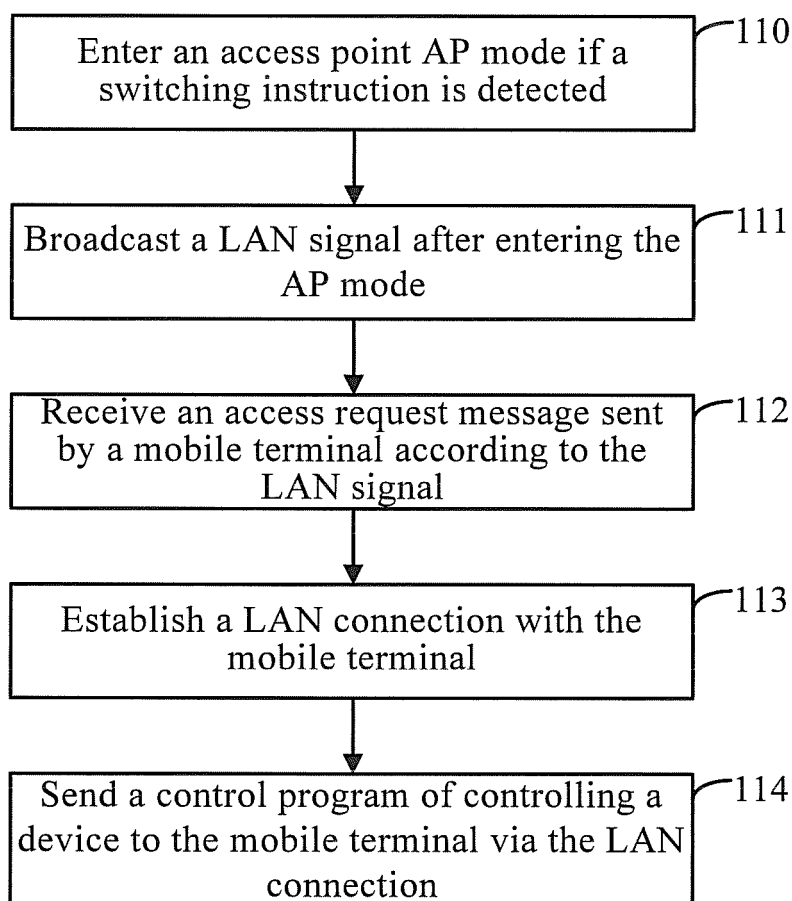 Enter an access point AP mode if a
switching instruction is detected
110
Broadcast a LAN signal after entering the
AP mode
111
Receive an access request message sent
by a mobile terminal according to the
LAN signal
112
Establish a LAN connection with the
mobile terminal
113
Send a control program of controlling a
device to the mobile terminal via the LAN
connection
114